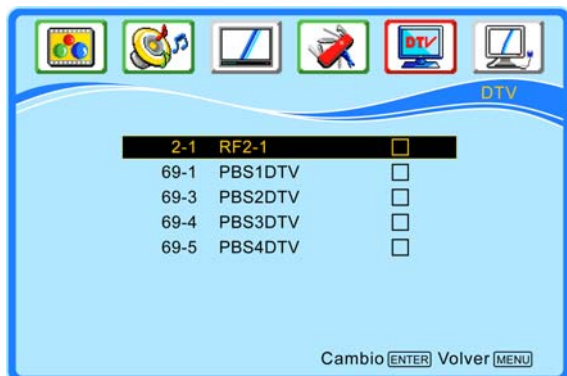 DTV
DTV
2-1 RF2-1
69-1 PBS1DTV
69-3 PBS2DTV
69-4 PBS3DTV
69-5 PBS4DTV
Cambio ENTER Volver MENU